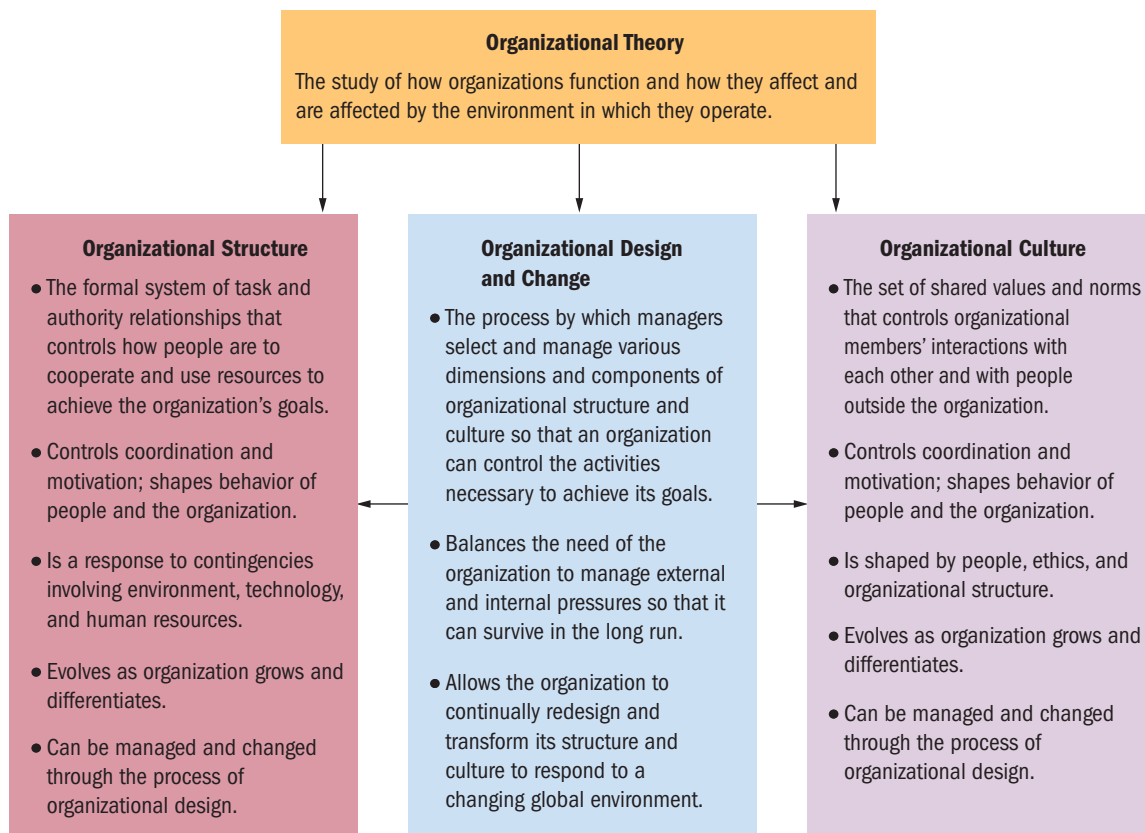 Organizational Theory
The study of how organizations function and how they affect and
are affected by the environment in which they operate.
Organizational Structure
• The formal system of task and
authority relationships that
controls how people are to
cooperate and use resources to
achieve the organization's goals.
• Controls coordination and
motivation; shapes behavior of
people and the organization.
• Is a response to contingencies
involving environment, technology,
and human resources.
• Evolves as organization grows and
differentiates.
• Can be managed and changed
through the process of
organizational design.
Organizational Design
and Change
• The process by which managers
select and manage various
dimensions and components of
organizational structure and
culture so that an organization
can control the activities
necessary to achieve its goals.
• Balances the need of the
organization to manage external
and internal pressures so that it
can survive in the long run.
• Allows the organization to
continually redesign and
transform its structure and
culture to respond to a
changing global environment.
Organizational Culture
• The set of shared values and norms
that controls organizational
members' interactions with
each other and with people
outside the organization.
• Controls coordination and
motivation; shapes behavior of
people and the organization.
• Is shaped by people, ethics, and
organizational structure.
• Evolves as organization grows and
differentiates.
• Can be managed and changed
through the process of
organizational design.